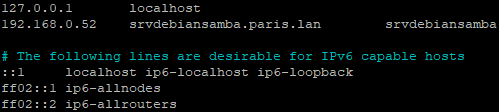 127.0.0.1 localhost
192.168.0.52 srvdebiansamba.paris.lan srvdebiansamba
# The following lines are desirable for IPv6 capable hosts
::1 localhost ip6-localhost ip6-loopback
ff02::1 ip6-allnodes
ff02::2 ip6-allrouters